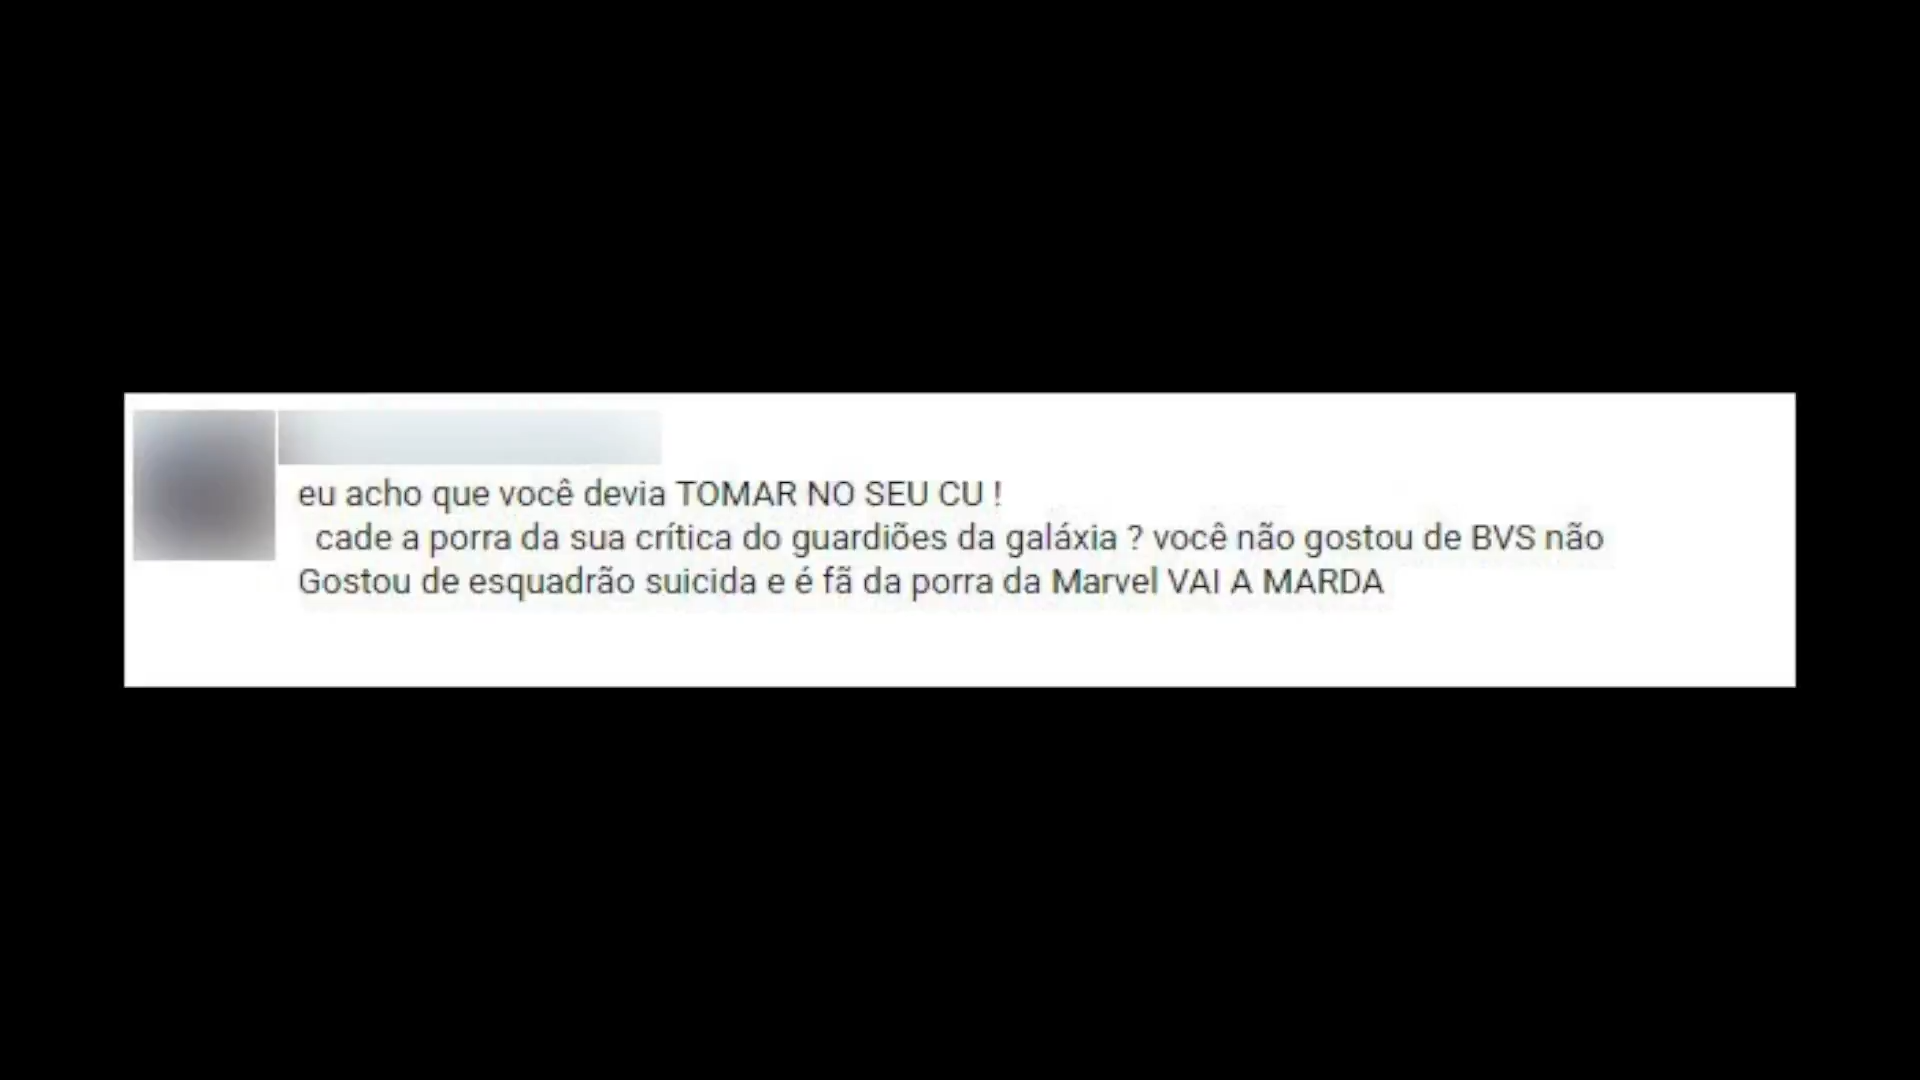 eu acho que você devia TOMAR NO SEU CU !
cade a porra da sua crítica do guardiões da galáxia ? você não gostou de BVS não
Gostou de esquadrão suicida e é fã da porra da Marvel VAI A MARDA